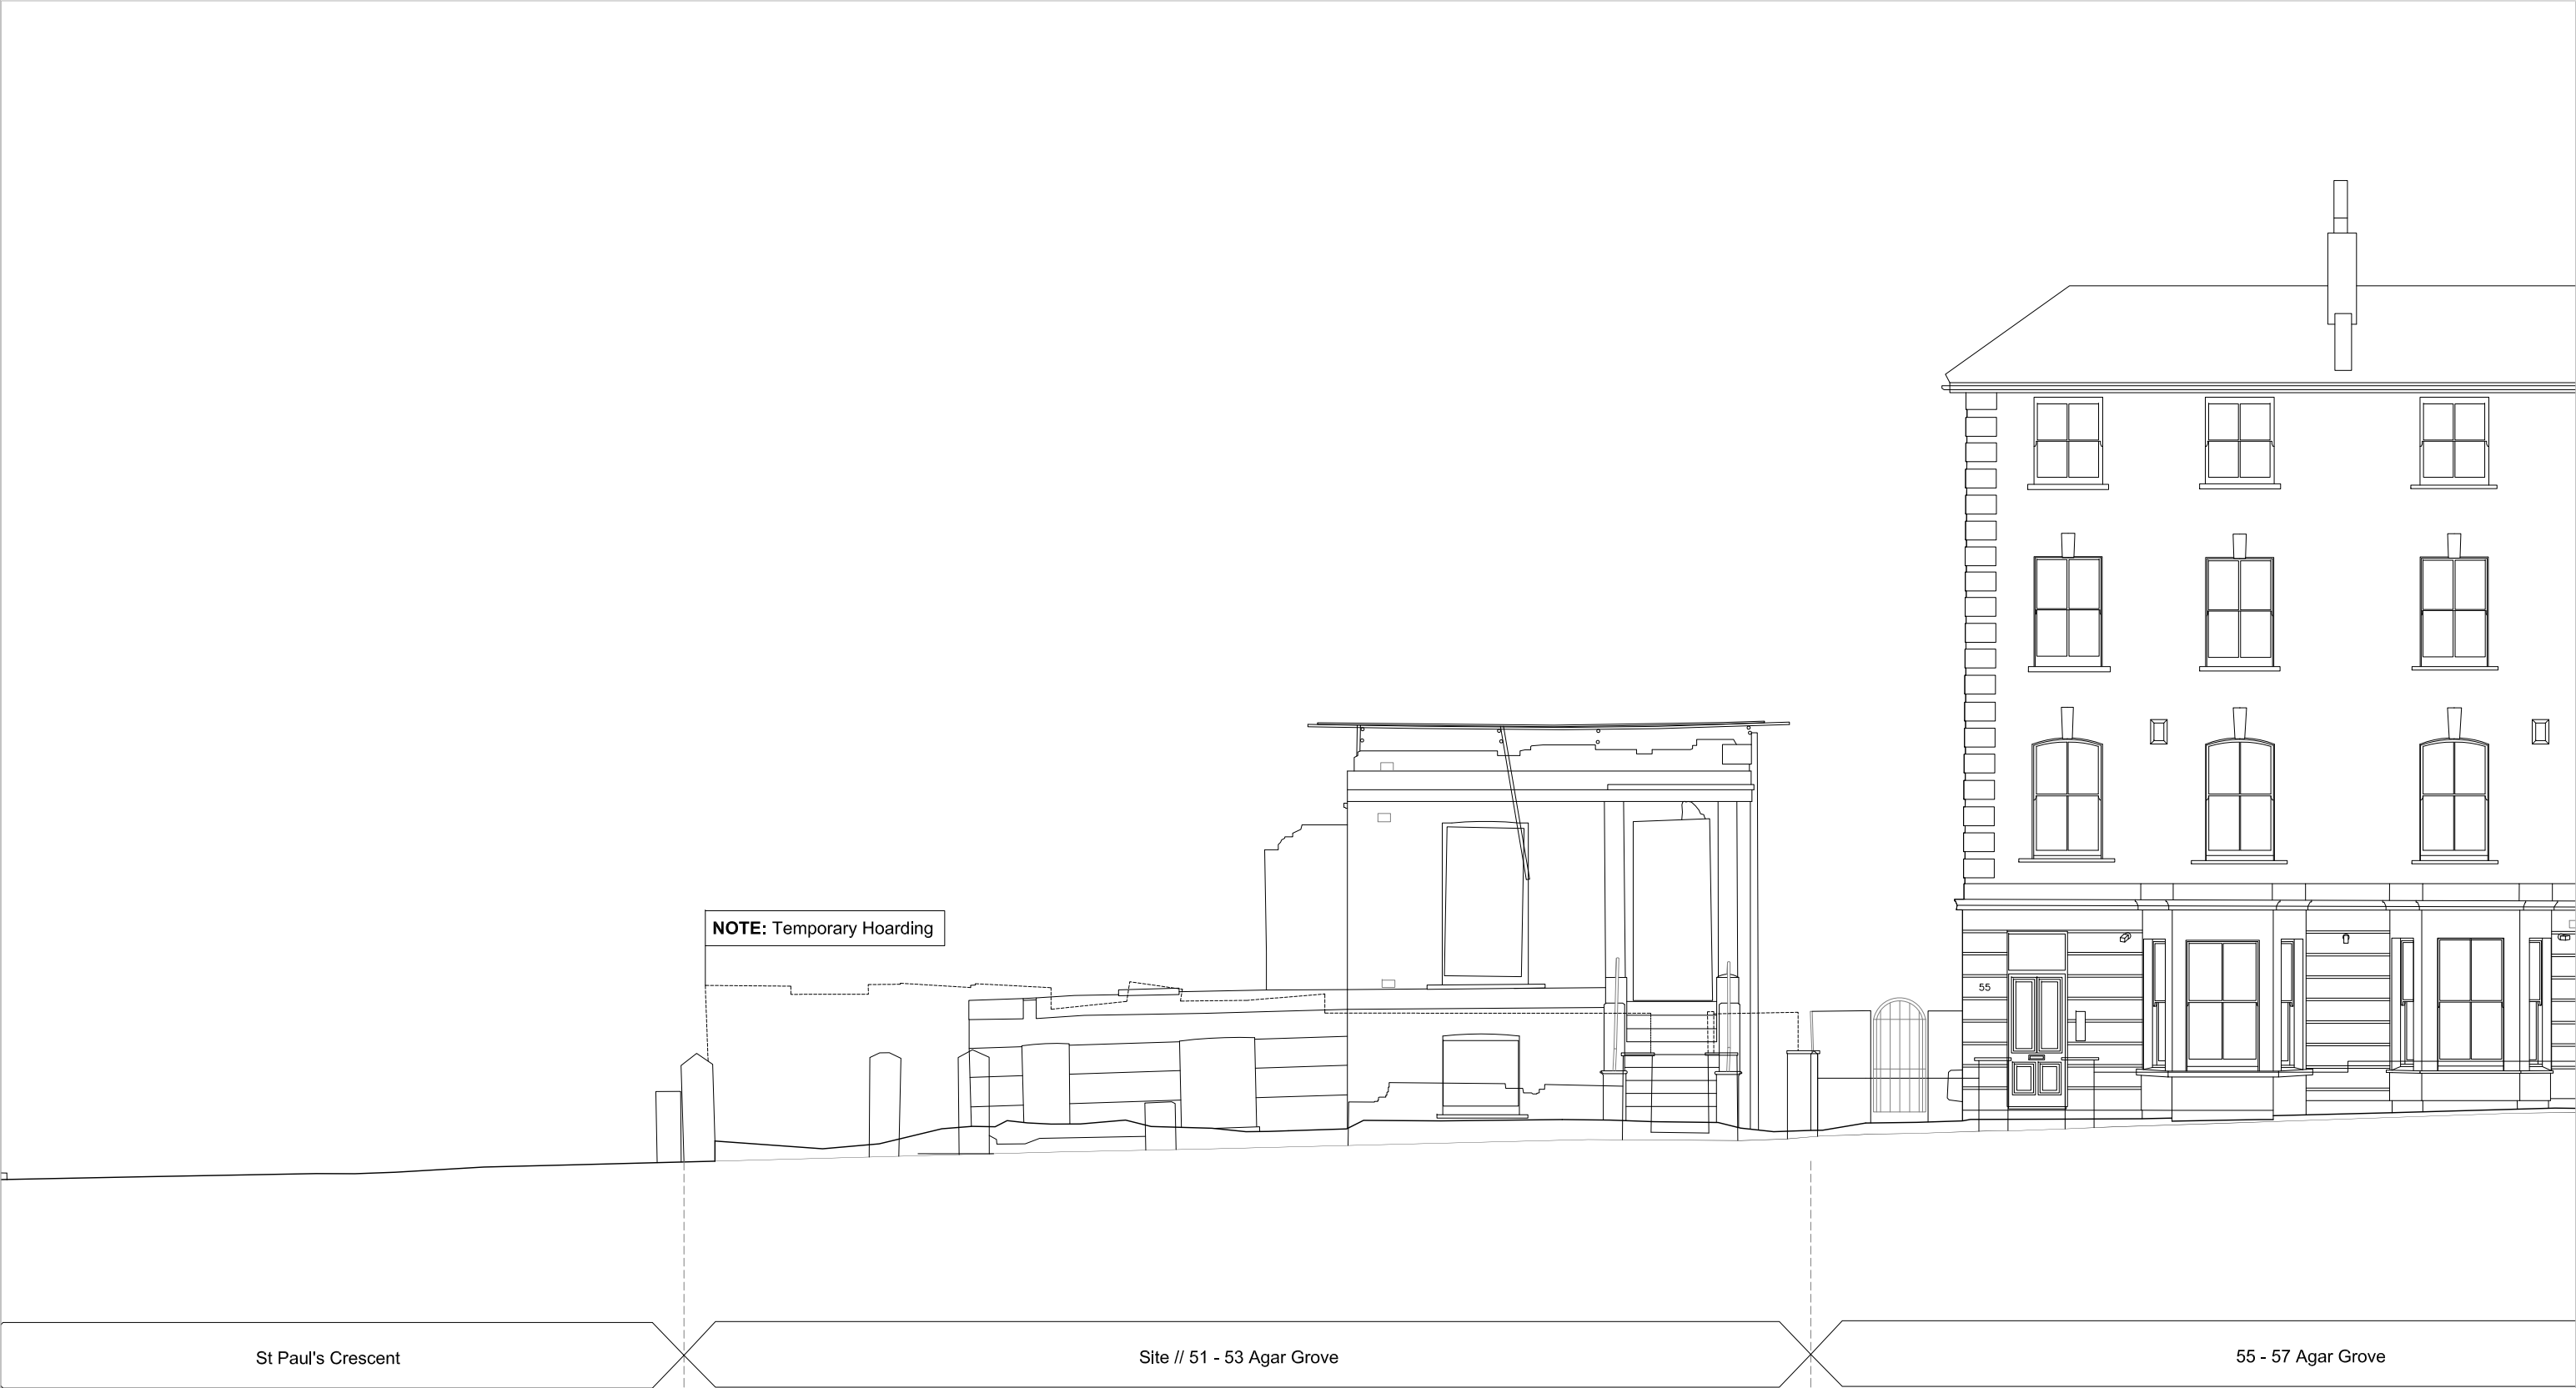 NOTE: Temporary Hoarding
55
St Paul's Crescent
Site // 51 - 53 Agar Grove
55 - 57 Agar Grove